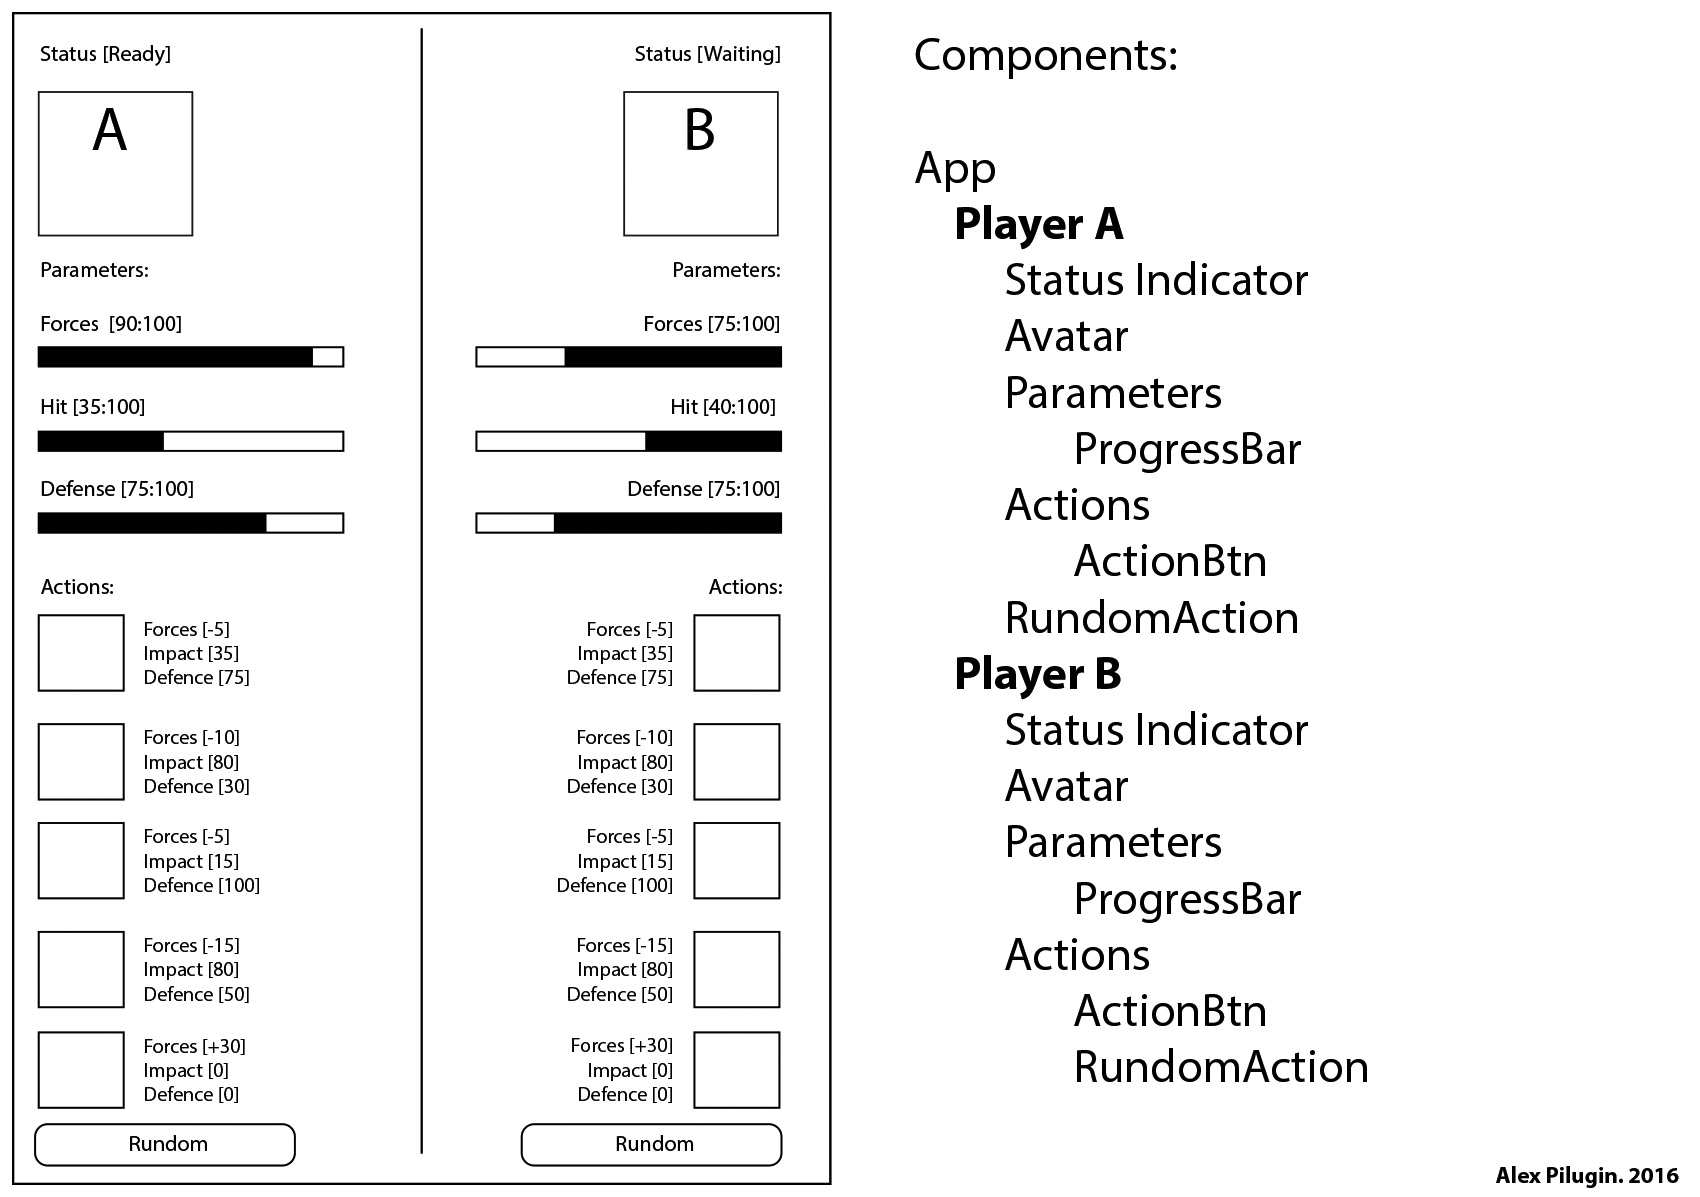 Status [Ready]
A
Parameters:
Forces  [90:100]
Hit [35:100]
Defense [75:100]
Actions:
Forces [-5]
Impact [35]
Defence [75]
Forces [-10]
Impact [80]
Defence [30]
Forces [-5]
Impact [15]
Defence [100]
Forces [-15]
Impact [80]
Defence [50]
Forces [+30]
Impact [0]
Defence [0]
Rundom
Status [Waiting]
B
Parameters:
Forces [75:100]
Hit [40:100]
Defense [75:100]
Actions:
Forces [-5]
Impact [35]
Defence [75]
Forces [-10]
Impact [80]
Defence [30]
Forces [-5]
Impact [15]
Defence [100]
Forces [-15]
Impact [80]
Defence [50]
Forces [+30]
Impact [0]
Defence [0]
Rundom
Components:
App
Player A
Status Indicator
Avatar
Parameters
ProgressBar
Actions
ActionBtn
RundomAction
Player B
Status Indicator
Avatar
Parameters
ProgressBar
Actions
ActionBtn
RundomAction
Alex Pilugin. 2016